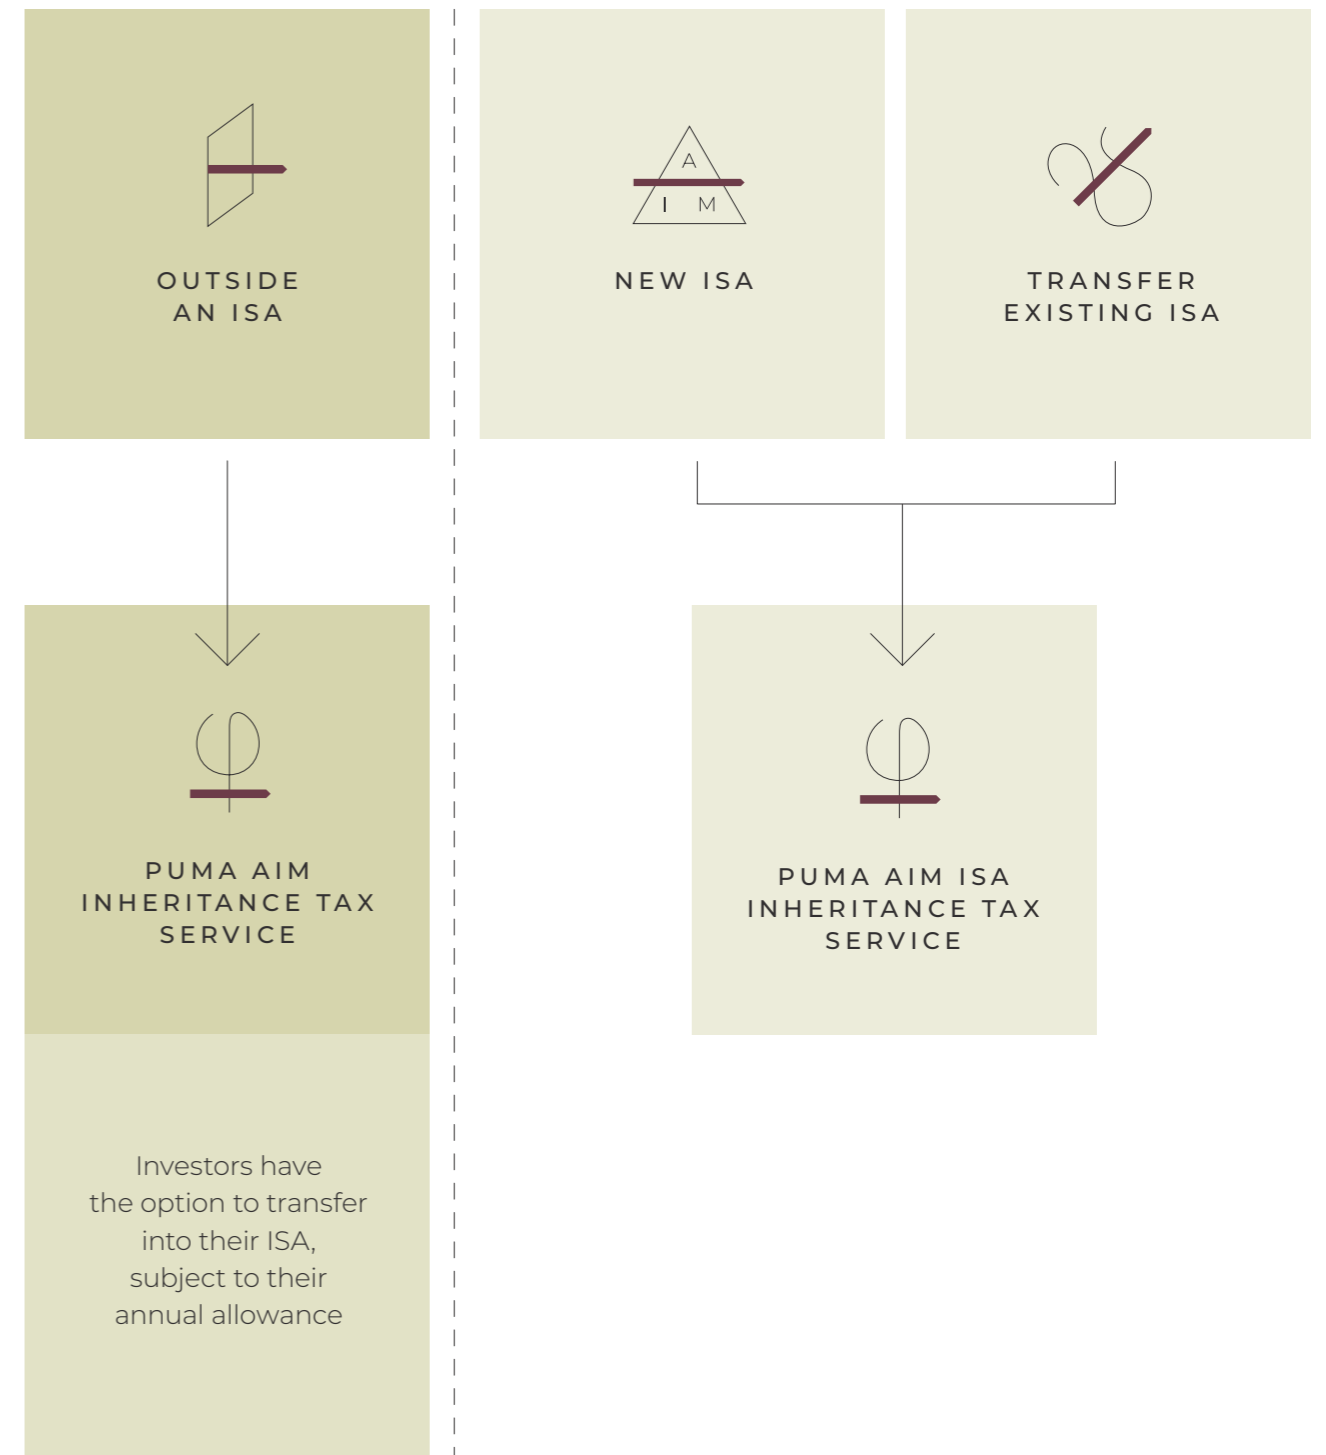 OUTSIDE
AN ISA
A
I M
NEW ISA
TRANSFER
EXISTING ISA
PUMA AIM
INHERITANCE TAX
SERVICE
PUMA AIM ISA
INHERITANCE TAX
SERVICE
Investors have
the option to transfer
into their ISA,
subject to their
annual allowance